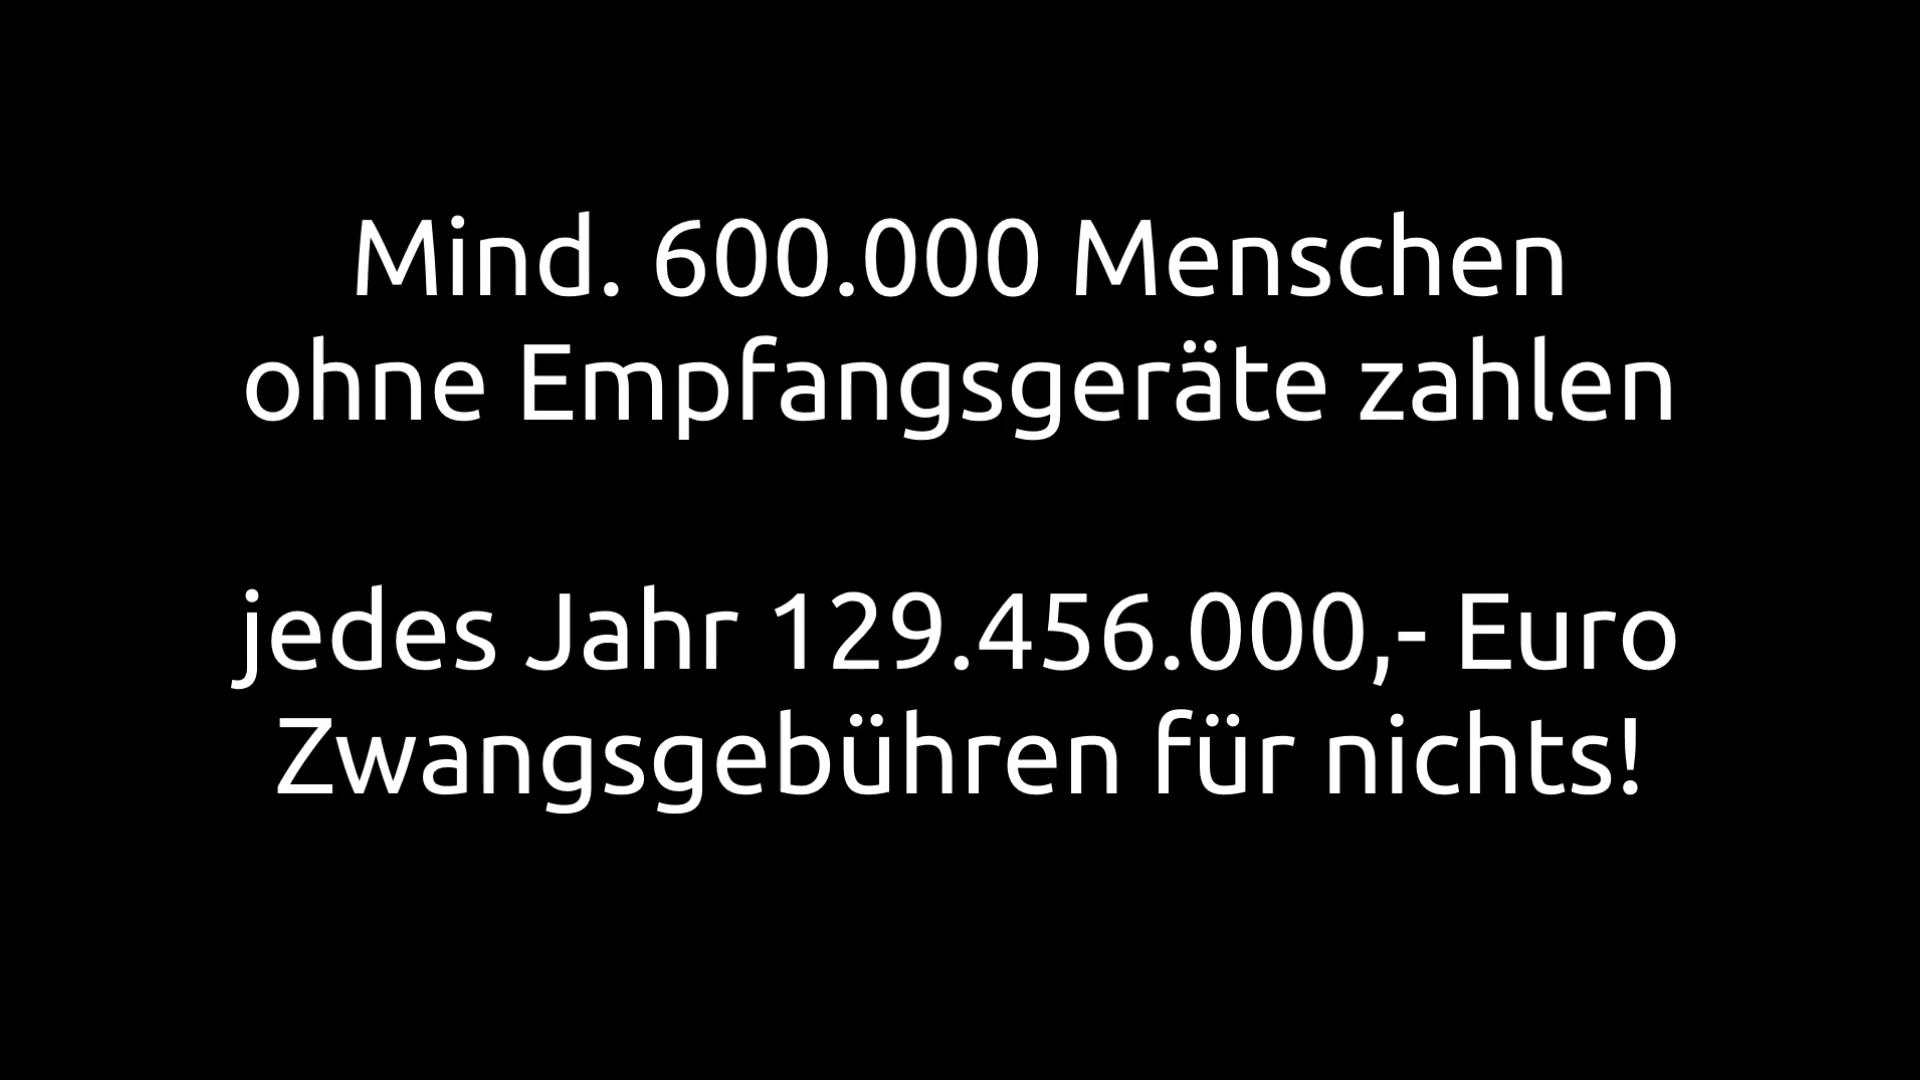 Mind. 600.000 Menschen
ohne Empfangsgeräte zahlen
jedes Jahr 129.456.000,- Euro
Zwangsgebühren für nichts!